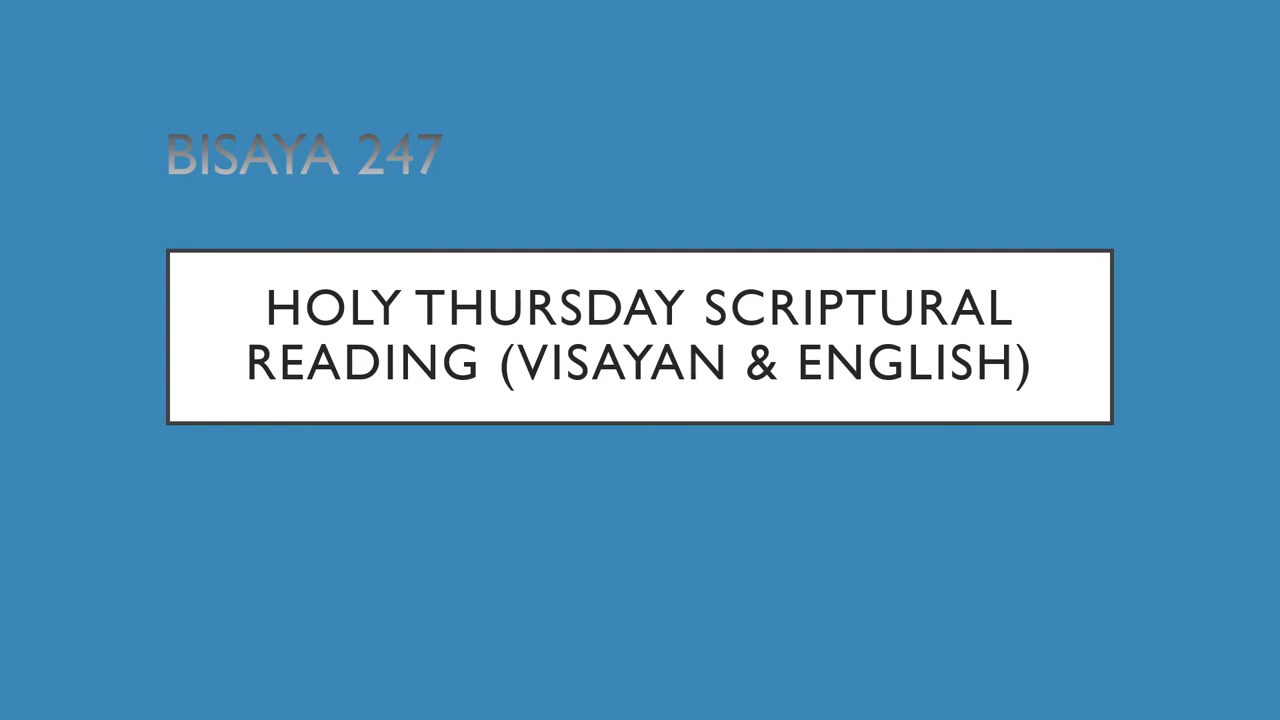 BISAYA 247
HOLY THURSDAY SCRIPTURAL
READING (VISAYAN & ENGLISH)